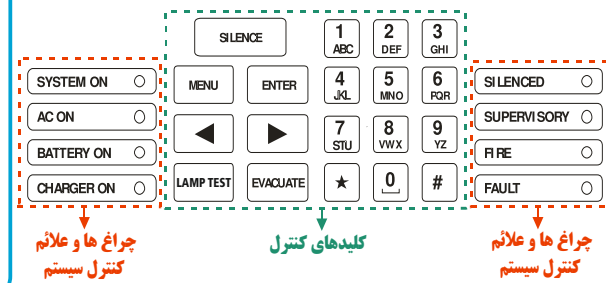 SILENCE
1 ABC
2 DEF
3 GHI
SYSTEM ON
MENU
ENTER
4 JKL
5 MNO
6 PQR
SILENCED
AC ON
◀
▶
7 STU
8 VWX
9 YZ
SUPERVISORY
BATTERY ON
FIRE
CHARGER ON
LAMP TEST
EVACUATE
★
0
#
FAULT
چراغ ها و علائم
کنترل سیستم
کلیدهای کنترل
چراغ ها و علائم
کنترل سیستم